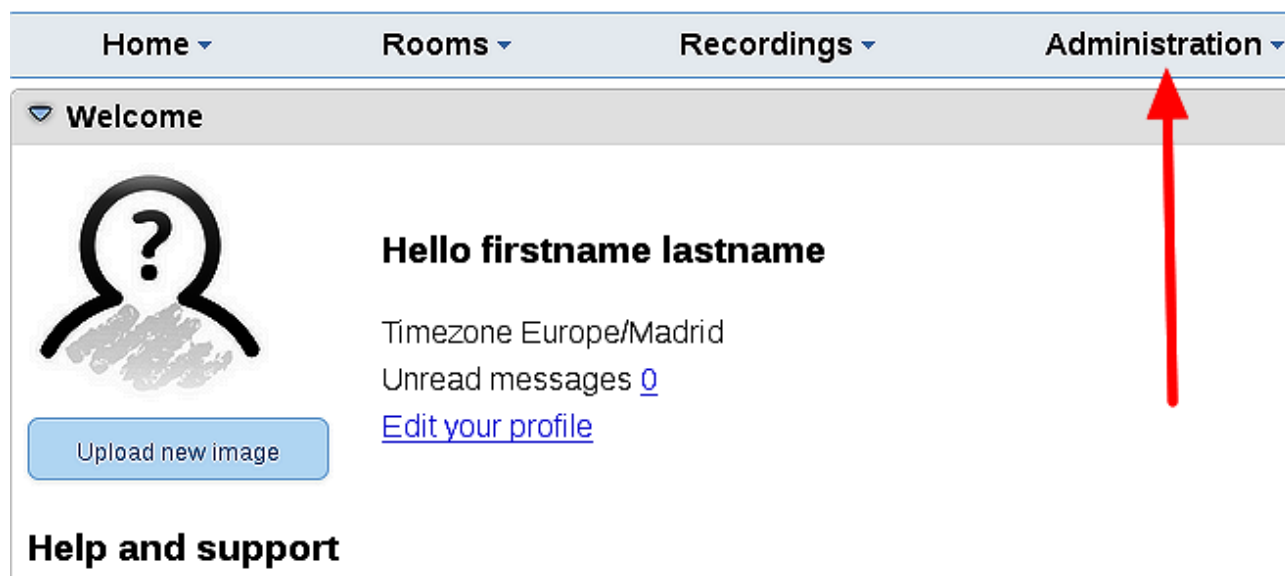 Home Rooms Recordings Administration
Welcome
?
Hello firstname lastname
Timezone Europe/Madrid
Unread messages 0
Edit your profile
Upload new image
Help and support